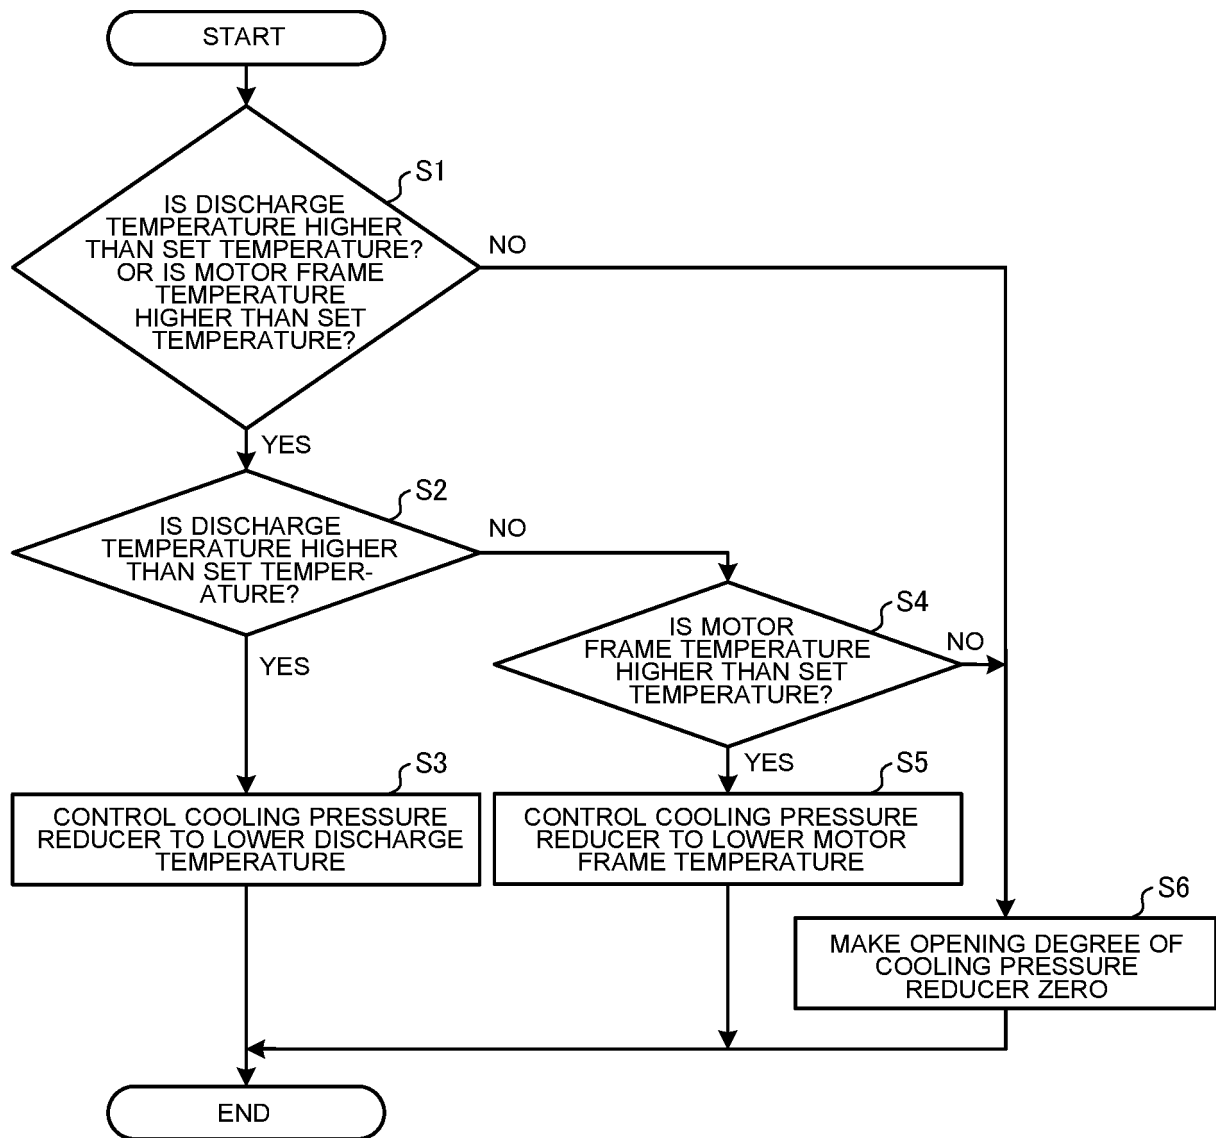 START
S1
IS DISCHARGE
TEMPERATURE HIGHER
THAN SET TEMPERATURE?
OR IS MOTOR FRAME
TEMPERATURE
HIGHER THAN SET
TEMPERATURE?
NO
YES
S2
IS DISCHARGE
TEMPERATURE HIGHER
THAN SET TEMPER-
ATURE?
NO
YES
S4
IS MOTOR
FRAME TEMPERATURE
HIGHER THAN SET
TEMPERATURE?
NO
YES
S3
CONTROL COOLING PRESSURE
REDUCER TO LOWER DISCHARGE
TEMPERATURE
S5
CONTROL COOLING PRESSURE
REDUCER TO LOWER MOTOR
FRAME TEMPERATURE
S6
MAKE OPENING DEGREE OF
COOLING PRESSURE
REDUCER ZERO
END